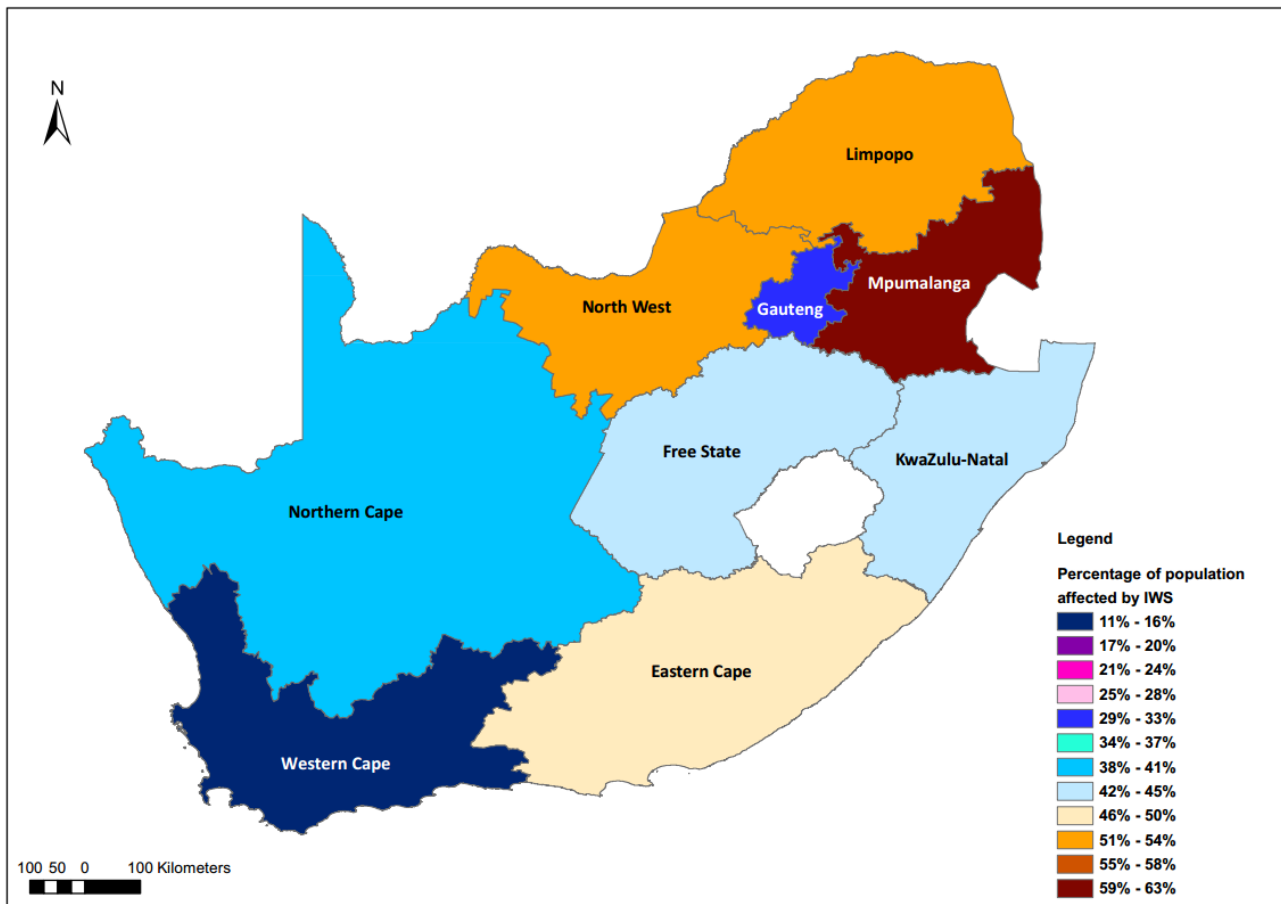 N
Limpopo
Mpumalanga
North West
Gauteng
Free State
KwaZulu-Natal
Northern Cape
Eastern Cape
Western Cape
Legend
Percentage of population
affected by IWS
11% - 16%
17% - 20%
21% - 24%
25% - 28%
29% - 33%
34% - 37%
38% - 41%
42% - 45%
46% - 50%
51% - 54%
55% - 58%
59% - 63%
100 50 0 100 Kilometers